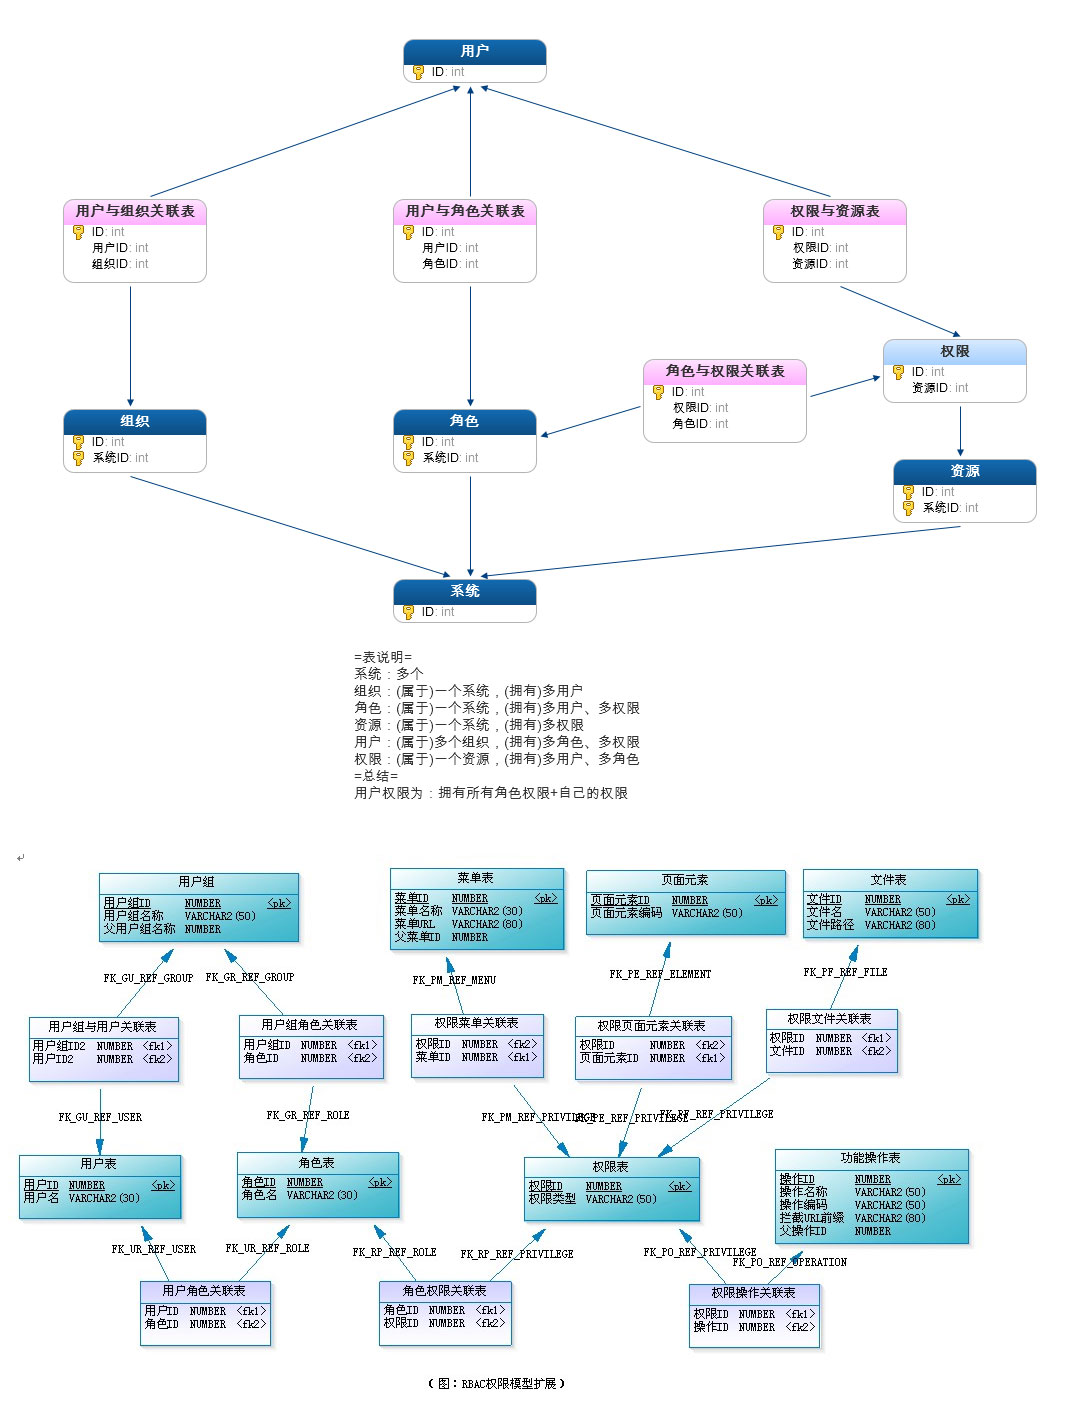 用户
ID: int
用户与组织关联表
ID: int
用户ID: int
组织ID: int
用户与角色关联表
ID: int
用户ID: int
角色ID: int
权限与资源表
ID: int
权限ID: int
资源ID: int
权限
ID: int
资源ID: int
角色与权限关联表
ID: int
权限ID: int
角色ID: int
组织
ID: int
系统ID: int
角色
ID: int
系统ID: int
资源
ID: int
系统ID: int
系统
ID: int
=表说明=
系统：多个
组织：(属于)一个系统，(拥有)多用户
角色：(属于)一个系统，(拥有)多用户、多权限
资源：(属于)一个系统，(拥有)多权限
用户：(属于)多个组织，(拥有)多角色、多权限
权限：(属于)一个资源，(拥有)多用户、多角色
=总结=
用户权限为：拥有所有角色权限+自己的权限
用户组
用户组ID NUMBER <pk>
用户组名称 VARCHAR2(50)
父用户组名称 NUMBER
菜单表
菜单ID NUMBER <pk>
菜单名称 VARCHAR2(30)
菜单URL VARCHAR2(80)
父菜单ID NUMBER
页面元素
页面元素ID NUMBER <pk>
页面元素编码 VARCHAR2(50)
文件表
文件ID NUMBER <pk>
文件名 VARCHAR2(50)
文件路径 VARCHAR2(80)
FK_GU_REF_GROUP
FK_GR_REF_GROUP
FK_PM_REF_MENU
FK_PE_REF_ELEMENT
FK_PF_REF_FILE
用户组与用户关联表
用户组ID2 NUMBER <fk1>
用户ID2 NUMBER <fk2>
用户组角色关联表
用户组ID NUMBER <fk1>
角色ID NUMBER <fk2>
权限菜单关联表
权限ID NUMBER <fk2>
菜单ID NUMBER <fk1>
权限页面元素关联表
权限ID NUMBER <fk2>
页面元素ID NUMBER <fk1>
权限文件关联表
权限ID NUMBER <fk1>
文件ID NUMBER <fk2>
FK_GU_REF_USER
FK_GR_REF_ROLE
FK_PM_REF_PRIVILEGE
FK_PE_REF_PRIVILEGE
FK_PF_REF_PRIVILEGE
用户表
用户ID NUMBER <pk>
用户名 VARCHAR2(30)
角色表
角色ID NUMBER <pk>
角色名 VARCHAR2(30)
权限表
权限ID NUMBER <pk>
权限类型 VARCHAR2(50)
功能操作表
操作ID NUMBER <pk>
操作名称 VARCHAR2(50)
操作编码 VARCHAR2(50)
拦截URL前缀 VARCHAR2(80)
父操作ID NUMBER
FK_UR_REF_USER
FK_UR_REF_ROLE
FK_RP_REF_ROLE
FK_RP_REF_PRIVILEGE
FK_PO_REF_PRIVILEGE
FK_PO_REF_OPERATION
用户角色关联表
用户ID NUMBER <fk1>
角色ID NUMBER <fk2>
角色权限关联表
角色ID NUMBER <fk1>
权限ID NUMBER <fk2>
权限操作关联表
权限ID NUMBER <fk1>
操作ID NUMBER <fk2>
（图：RBAC权限模型扩展）